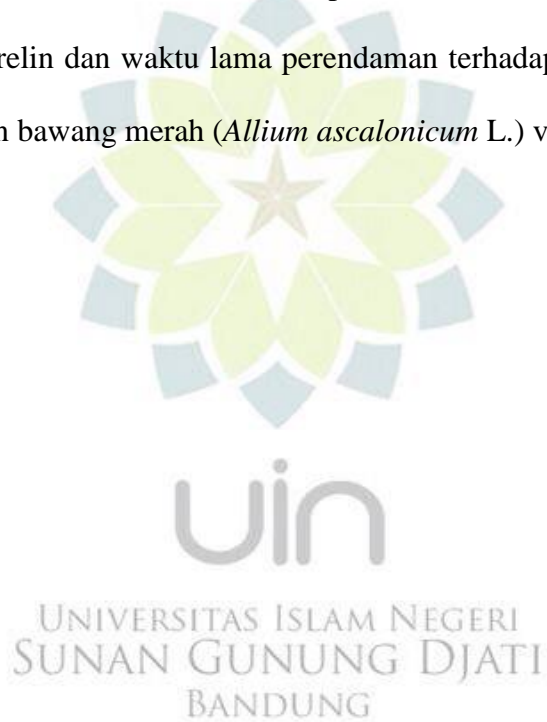 relin dan waktu lama perendaman terhadap
bawang merah (Allium ascalonicum L.) v
uin
UNIVERSITAS ISLAM NEGERI
SUNAN GUNUNG DJATI
BANDUNG